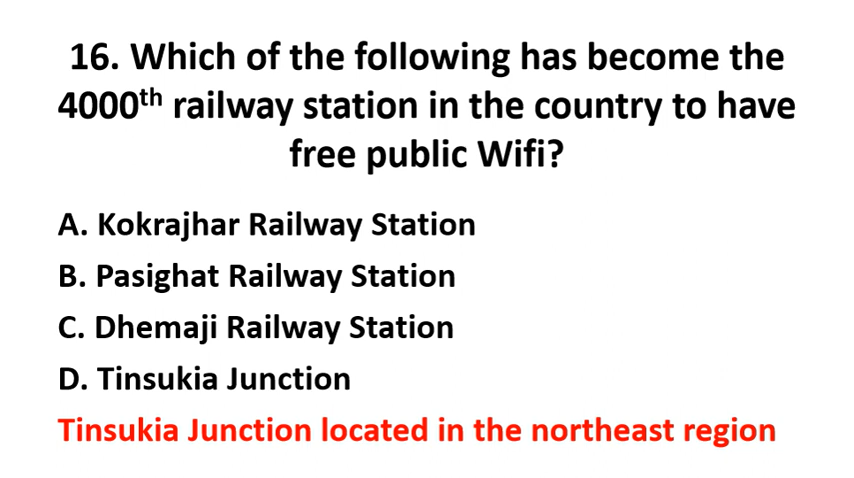 16. Which of the following has become the
4000th railway station in the country to have
free public Wifi?
A. Kokrajhar Railway Station
B. Pasighat Railway Station
C. Dhemaji Railway Station
D. Tinsukia Junction
Tinsukia Junction located in the northeast region